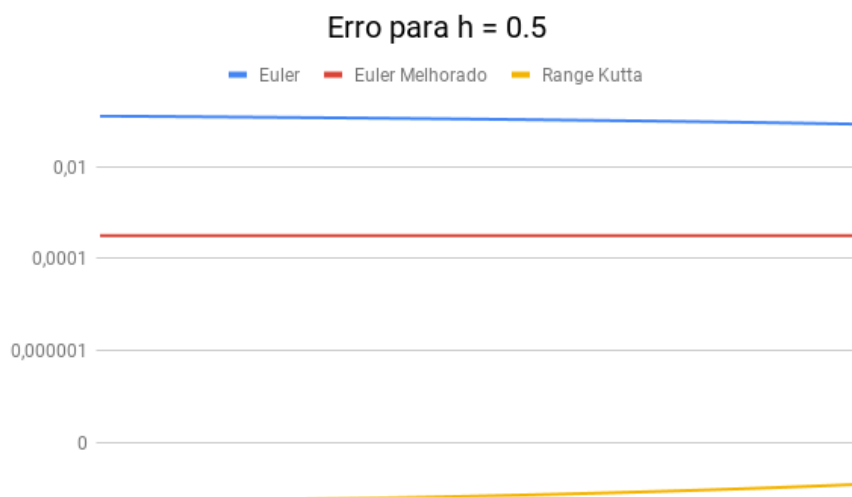 Erro para h = 0.5
Euler Euler Melhorado Range Kutta
0,01
0,0001
0,000001
0